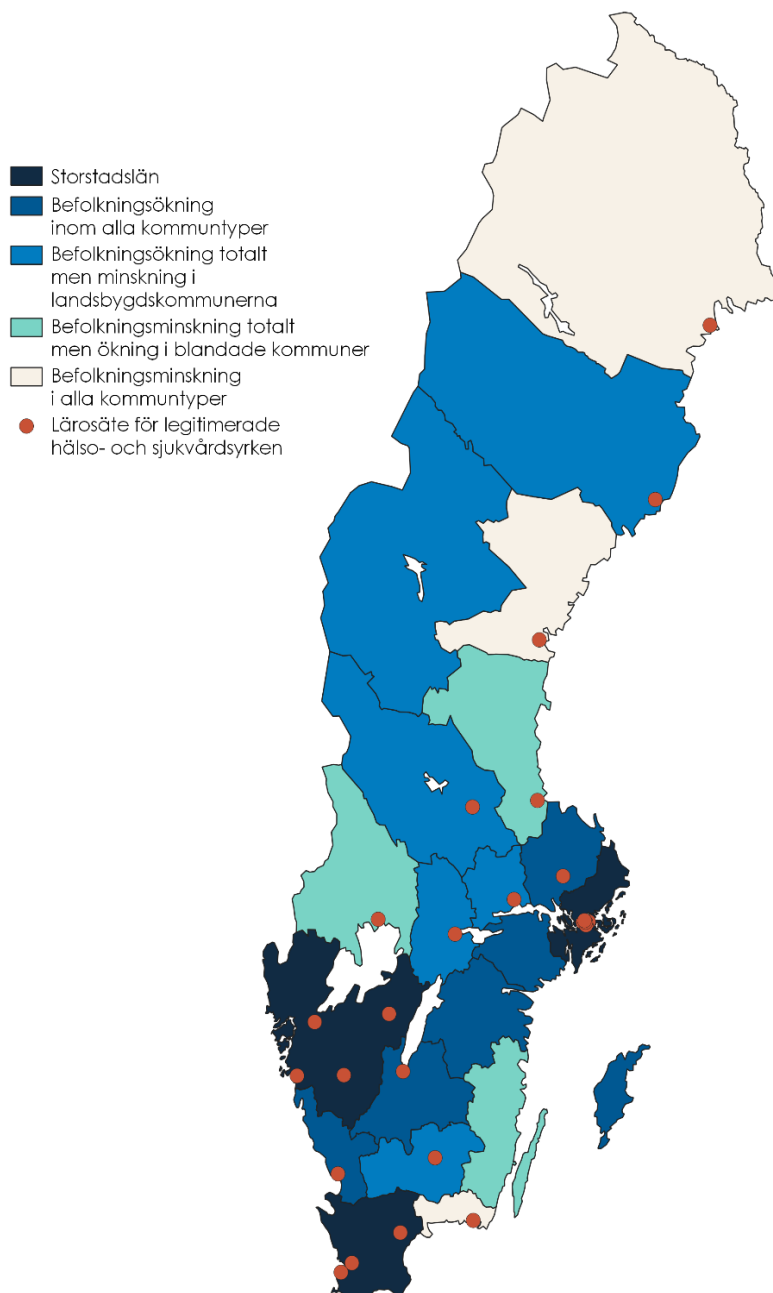 Storstadslän
Befolkningsökning
inom alla kommuntyper
Befolkningsökning totalt
men minskning i
landsbygdskommunerna
Befolkningsminskning totalt
men ökning i blandade kommuner
Befolkningsminskning
i alla kommuntyper
Lärosäte för legitimerade
hälso- och sjukvårdsyrken